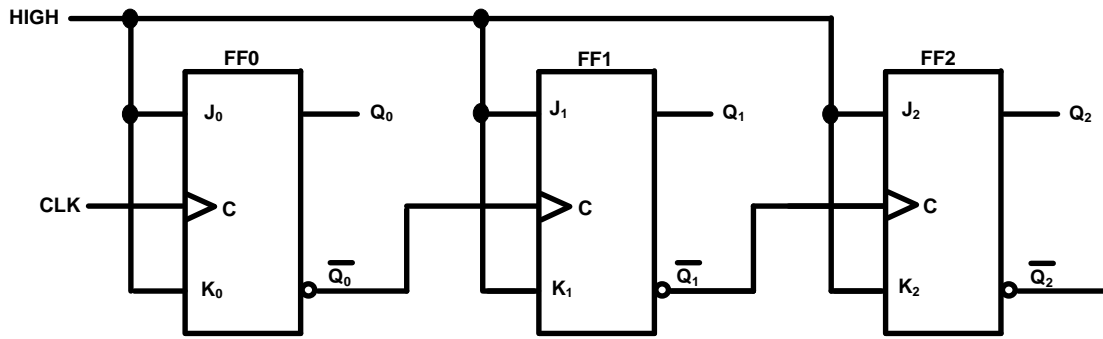 HIGH
FF0 FF1 FF2
J₀ Q₀ J₁ Q₁ J₂ Q₂
CLK C C C
K₀ Q̅₀ K₁ Q̅₁ K₂ Q̅₂